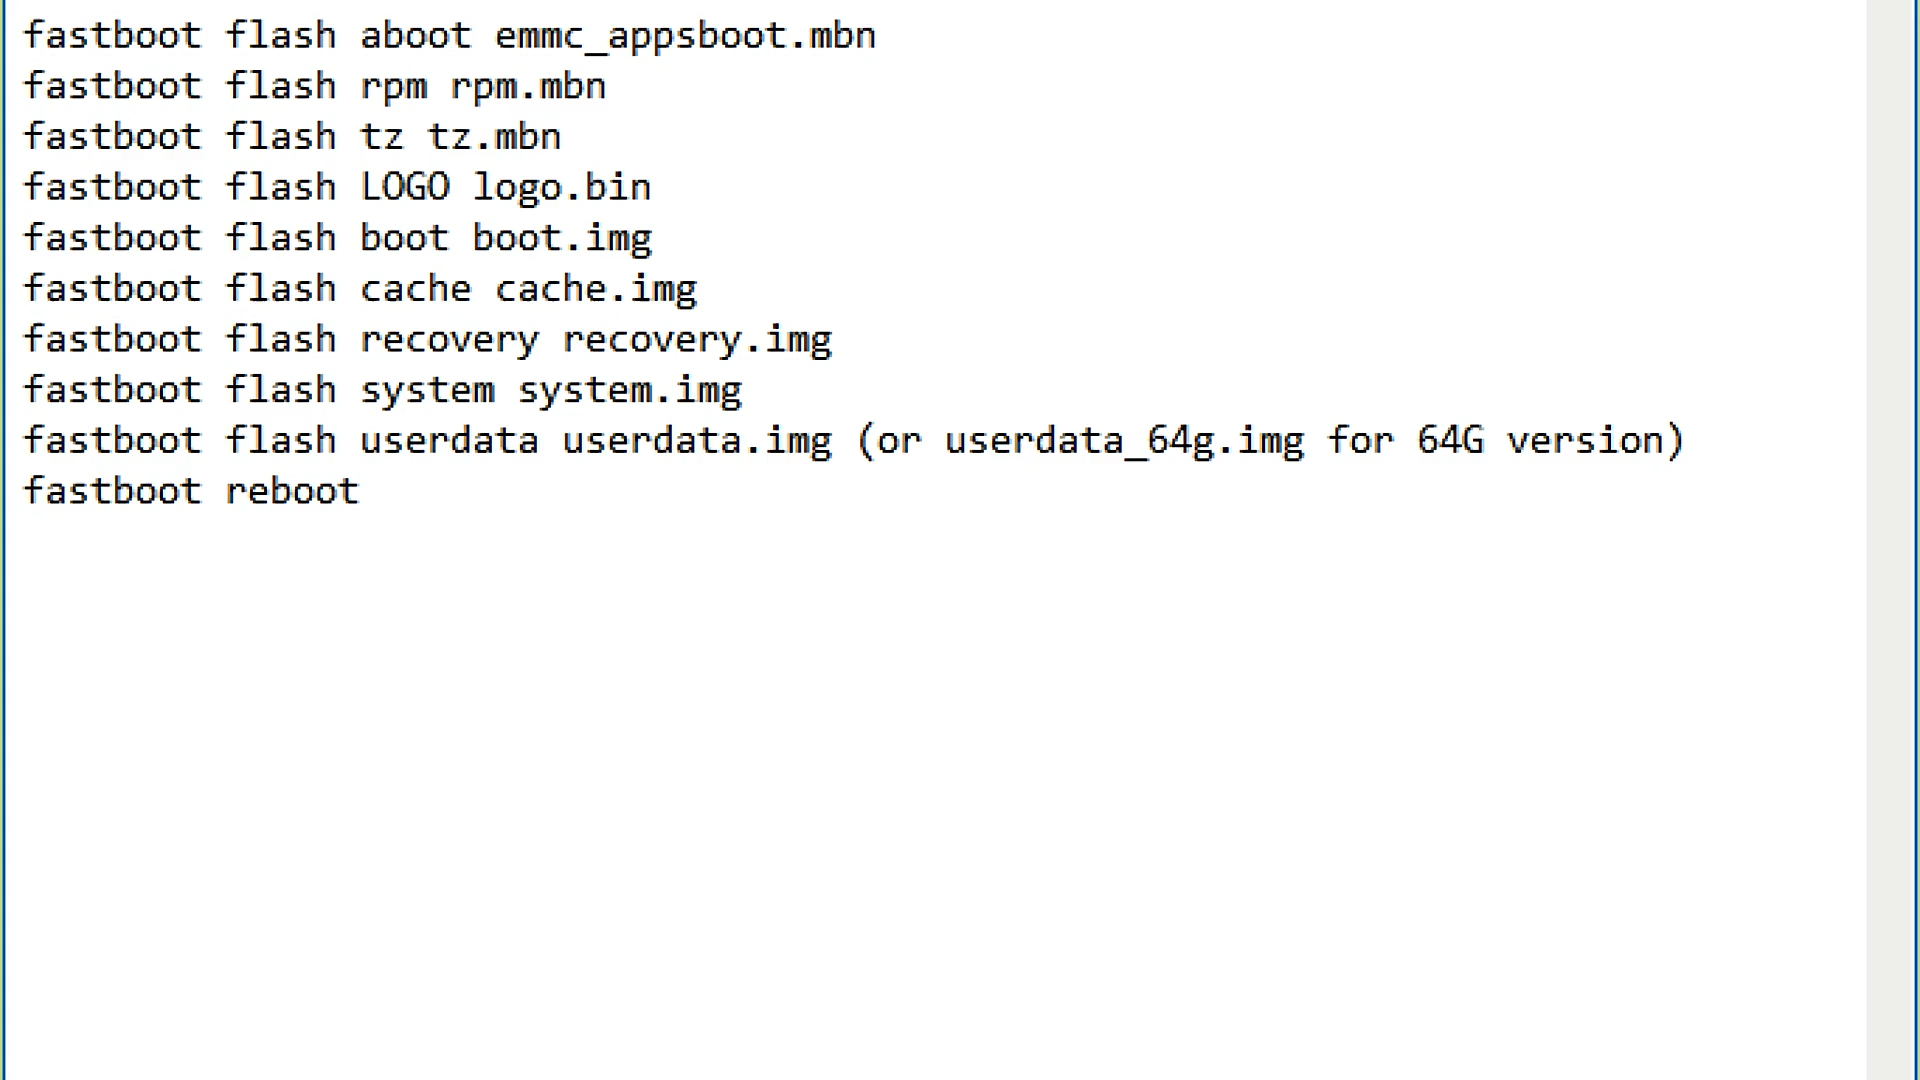 fastboot flash aboot emmc_appsboot.mbn
fastboot flash rpm rpm.mbn
fastboot flash tz tz.mbn
fastboot flash LOGO logo.bin
fastboot flash boot boot.img
fastboot flash cache cache.img
fastboot flash recovery recovery.img
fastboot flash system system.img
fastboot flash userdata userdata.img (or userdata_64g.img for 64G version)
fastboot reboot